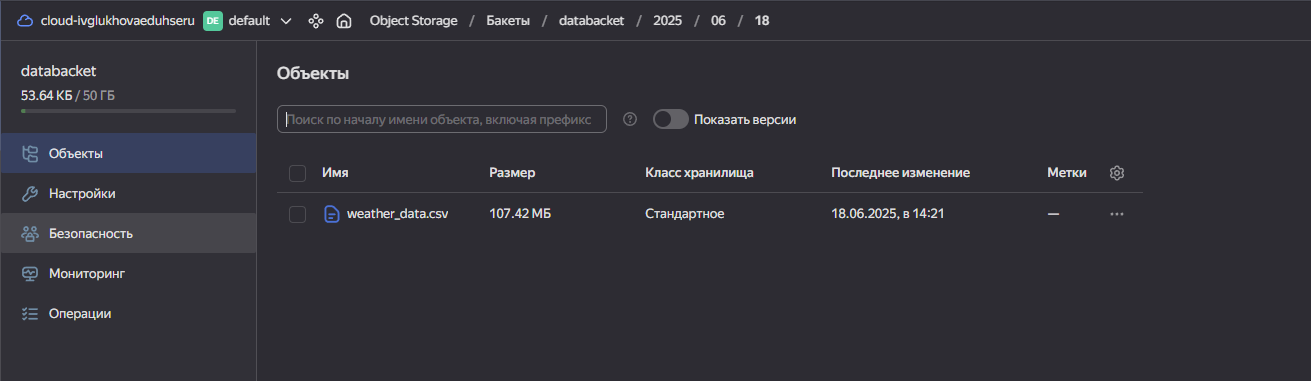 cloud-ivglukhovaeduhseru DE default Object Storage / Бакеты / databacket / 2025 / 06 / 18
databacket
53.64 КБ / 50 ГБ
Объекты
Настройки
Безопасность
Мониторинг
Операции
Объекты
Поиск по началу имени объекта, включая префикс ? Показать версии
Имя Размер Класс хранилища Последнее изменение Метки
weather_data.csv 107.42 МБ Стандартное 18.06.2025, в 14:21 —